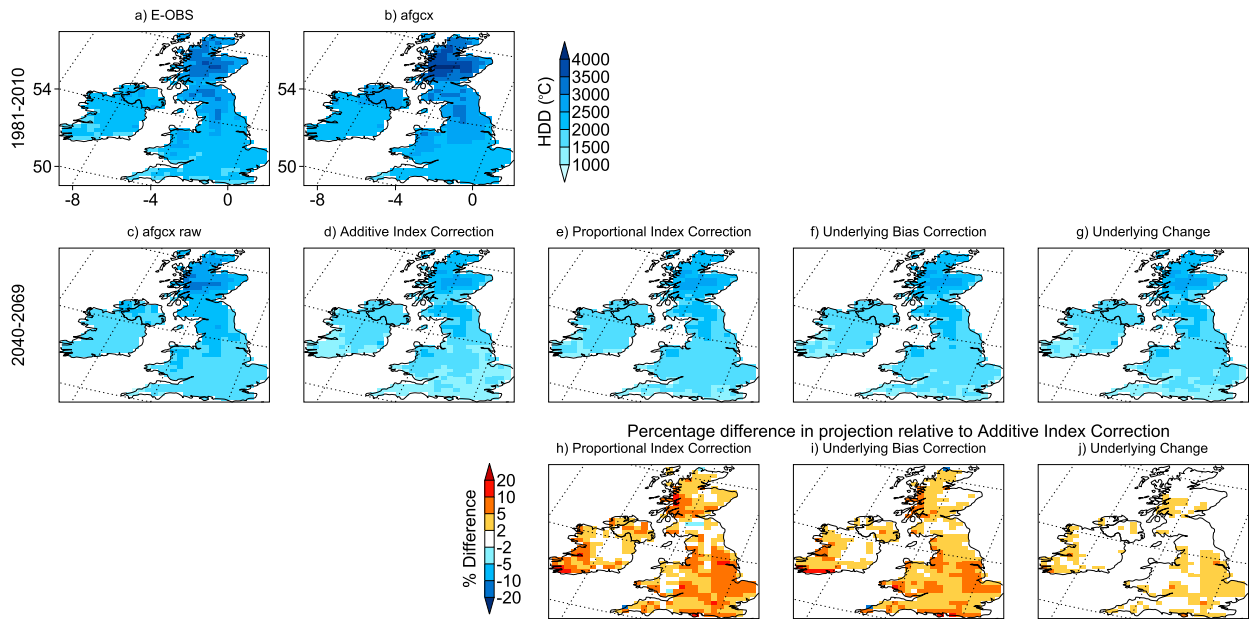 a) E-OBS
b) afgcx
1981-2010
54
50
-8
-4
0
54
50
-8
-4
0
HDD (°C)
4000
3500
3000
2500
2000
1500
1000
c) afgcx raw
d) Additive Index Correction
e) Proportional Index Correction
f) Underlying Bias Correction
g) Underlying Change
2040-2069
Percentage difference in projection relative to Additive Index Correction
h) Proportional Index Correction
i) Underlying Bias Correction
j) Underlying Change
% Difference
20
10
5
2
-2
-5
-10
-20